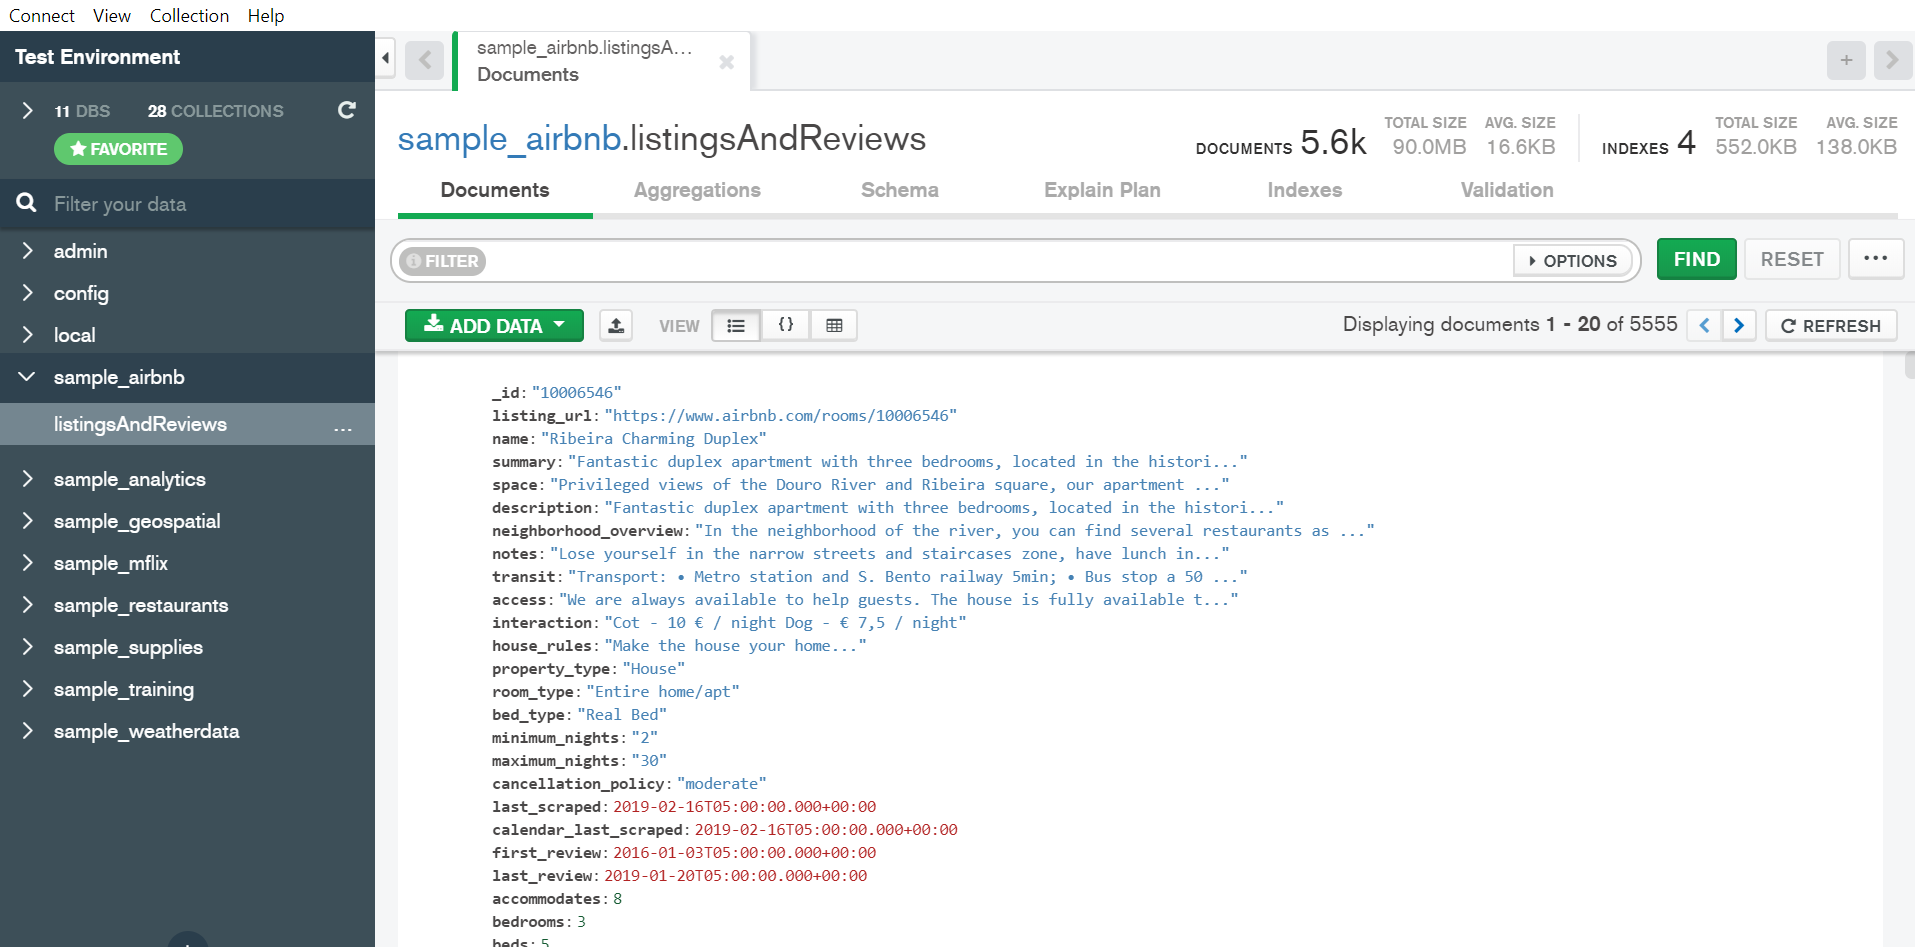 Connect View Collection Help
Test Environment
11 DBS 28 COLLECTIONS
FAVORITE
Filter your data
admin
config
local
sample_airbnb
listingsAndReviews ...
sample_analytics
sample_geospatial
sample_mflix
sample_restaurants
sample_supplies
sample_training
sample_weatherdata
sample_airbnb.listingsA...
Documents
sample_airbnb.listingsAndReviews
DOCUMENTS 5.6k TOTAL SIZE 90.0MB AVG. SIZE 16.6KB INDEXES 4 TOTAL SIZE 552.0KB AVG. SIZE 138.0KB
Documents Aggregations Schema Explain Plan Indexes Validation
FILTER OPTIONS FIND RESET ...
ADD DATA VIEW {} Displaying documents 1 - 20 of 5555 REFRESH
_id: "10006546"
listing_url: "https://www.airbnb.com/rooms/10006546"
name: "Ribeira Charming Duplex"
summary: "Fantastic duplex apartment with three bedrooms, located in the histori..."
space: "Privileged views of the Douro River and Ribeira square, our apartment ..."
description: "Fantastic duplex apartment with three bedrooms, located in the histori..."
neighborhood_overview: "In the neighborhood of the river, you can find several restaurants as ..."
notes: "Lose yourself in the narrow streets and staircases zone, have lunch in..."
transit: "Transport: • Metro station and S. Bento railway 5min; • Bus stop a 50 ..."
access: "We are always available to help guests. The house is fully available t..."
interaction: "Cot - 10 € / night Dog - € 7,5 / night"
house_rules: "Make the house your home..."
property_type: "House"
room_type: "Entire home/apt"
bed_type: "Real Bed"
minimum_nights: "2"
maximum_nights: "30"
cancellation_policy: "moderate"
last_scraped: 2019-02-16T05:00:00.000+00:00
calendar_last_scraped: 2019-02-16T05:00:00.000+00:00
first_review: 2016-01-03T05:00:00.000+00:00
last_review: 2019-01-20T05:00:00.000+00:00
accommodates: 8
bedrooms: 3
beds: 5